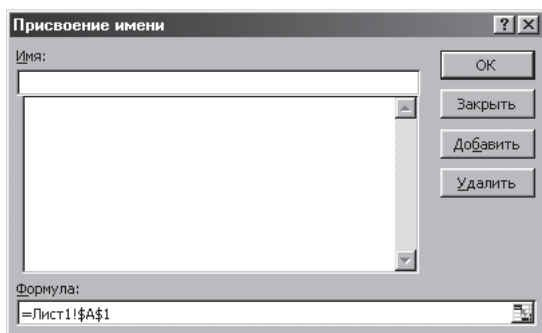 Присвоение имени
Имя:
OK
Закрыть
Добавить
Удалить
Формула:
=Лист1!$A$1